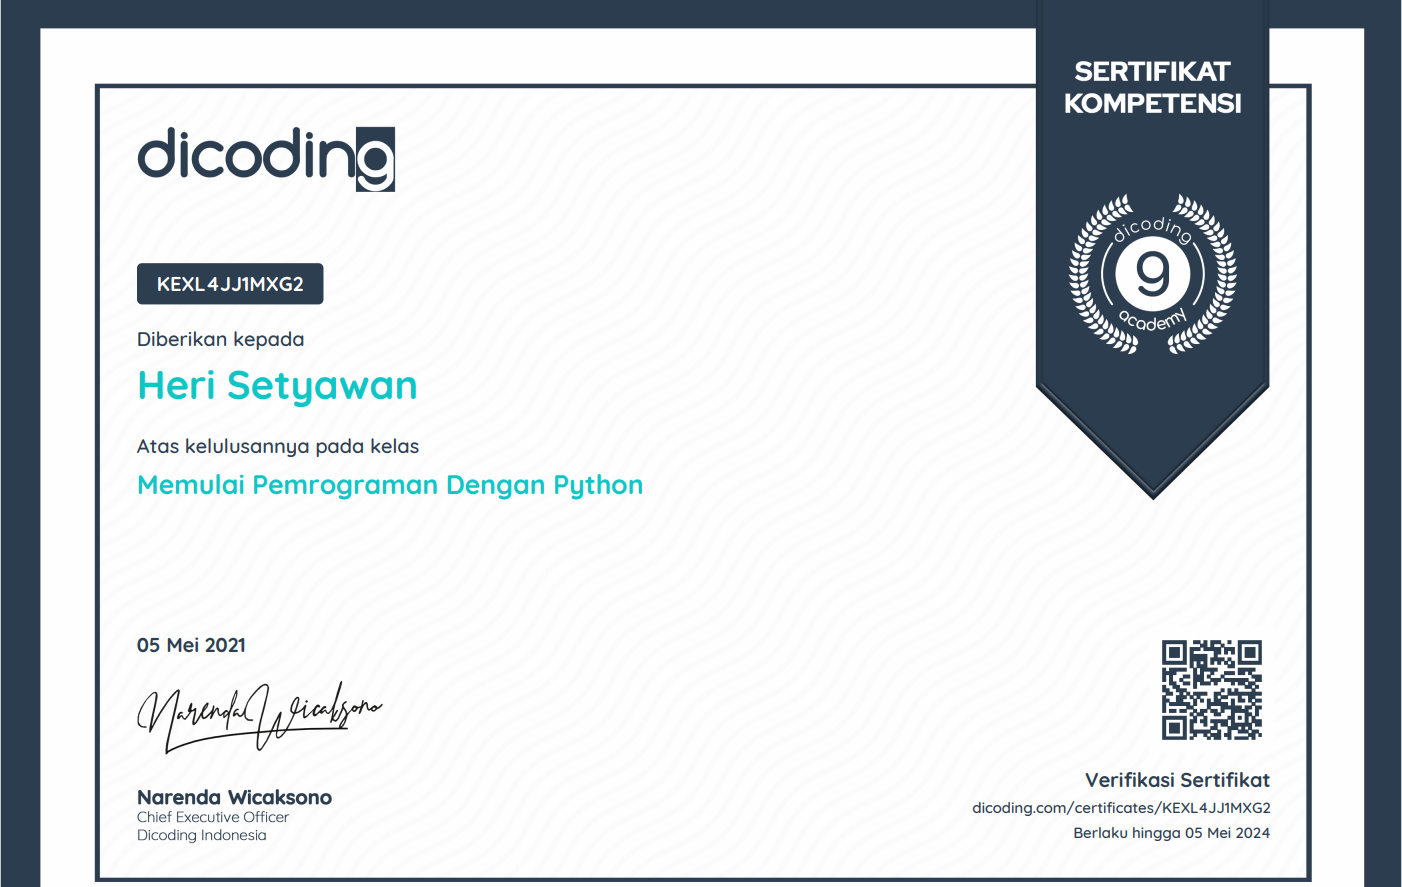 SERTIFIKAT
KOMPETENSI
dicoding
dicoding
g
academy
KEXL4JJ1MXG2
Diberikan kepada
Heri Setyawan
Atas kelulusannya pada kelas
Memulai Pemrograman Dengan Python
05 Mei 2021
Narenda Wicaksono
Narenda Wicaksono
Chief Executive Officer
Dicoding Indonesia
Verifikasi Sertifikat
dicoding.com/certificates/KEXL4JJ1MXG2
Berlaku hingga 05 Mei 2024